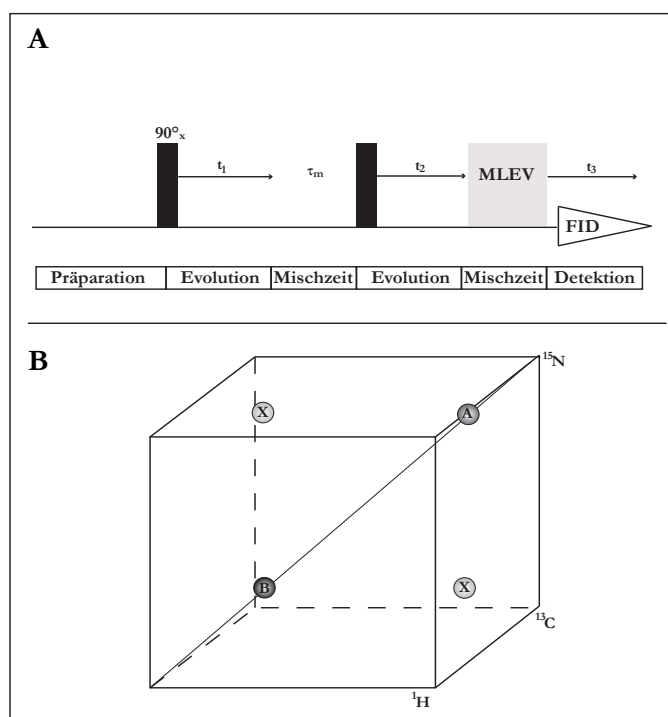 A
90°ₓ
t₁ τₘ t₂ MLEV t₃
FID
Präparation Evolution Mischzeit Evolution Mischzeit Detektion
B
¹⁵N
X A
B X
¹³C
¹H